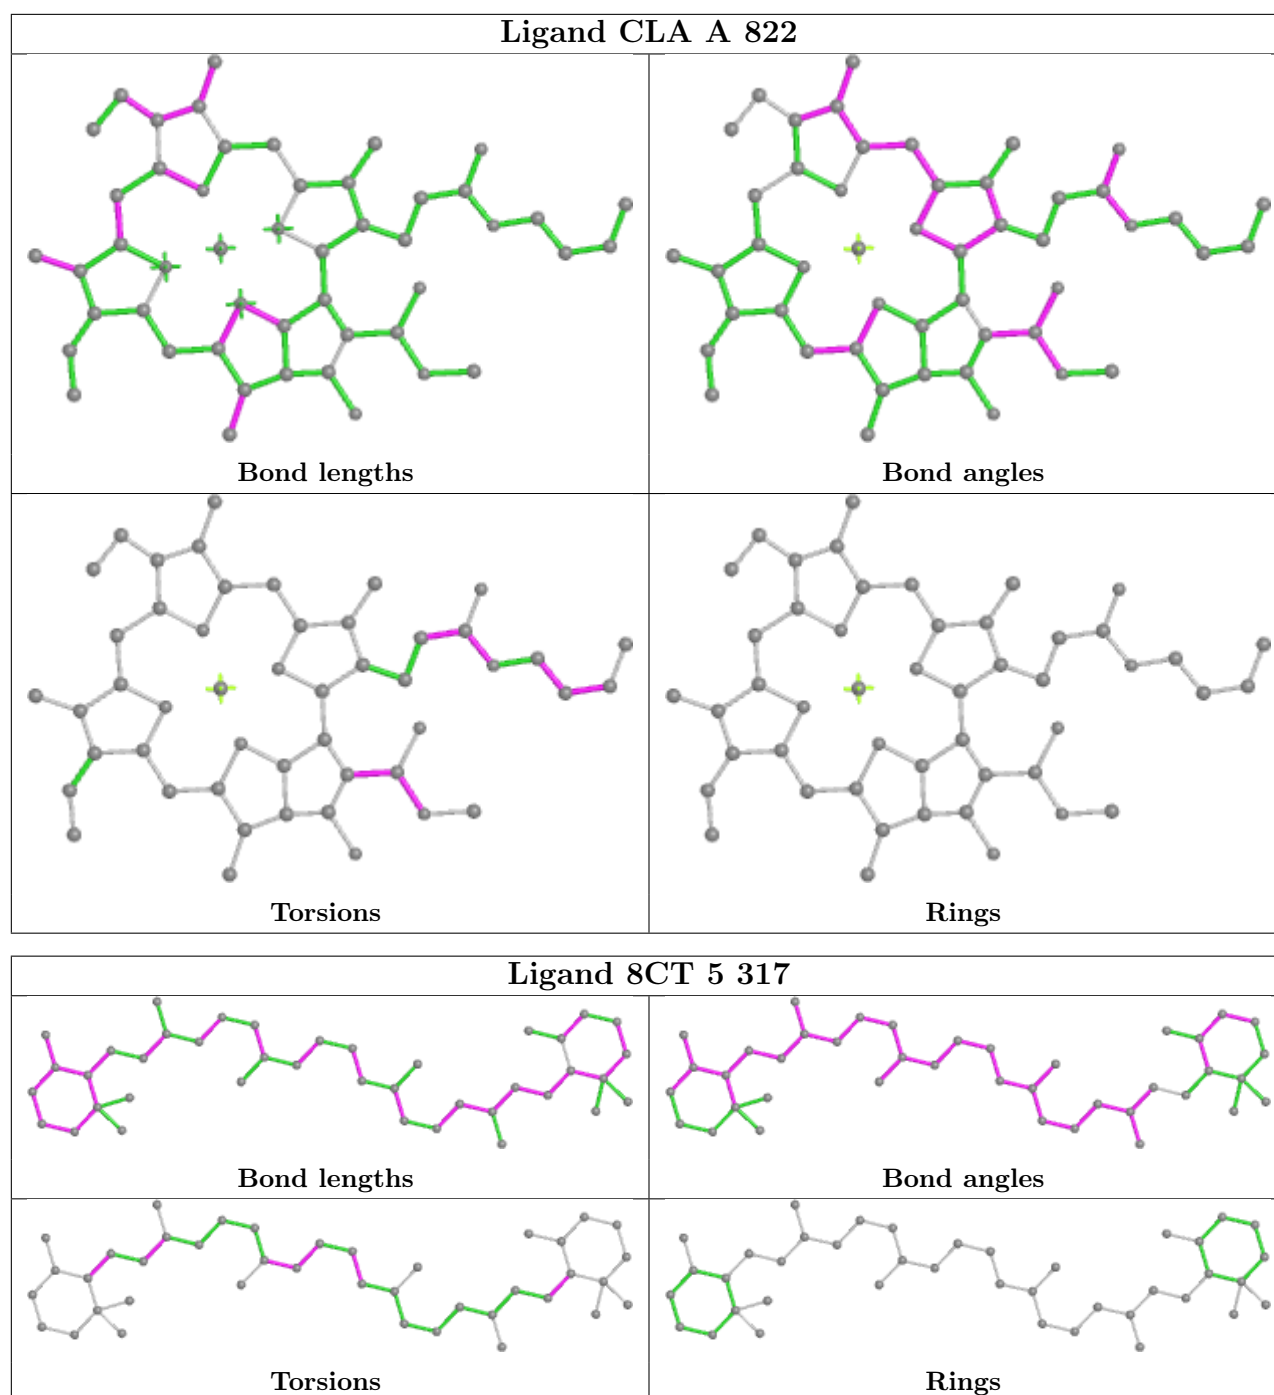 Ligand CLA A 822
Bond lengths
Bond angles
Torsions
Rings
Ligand 8CT 5 317
Bond lengths
Bond angles
Torsions
Rings